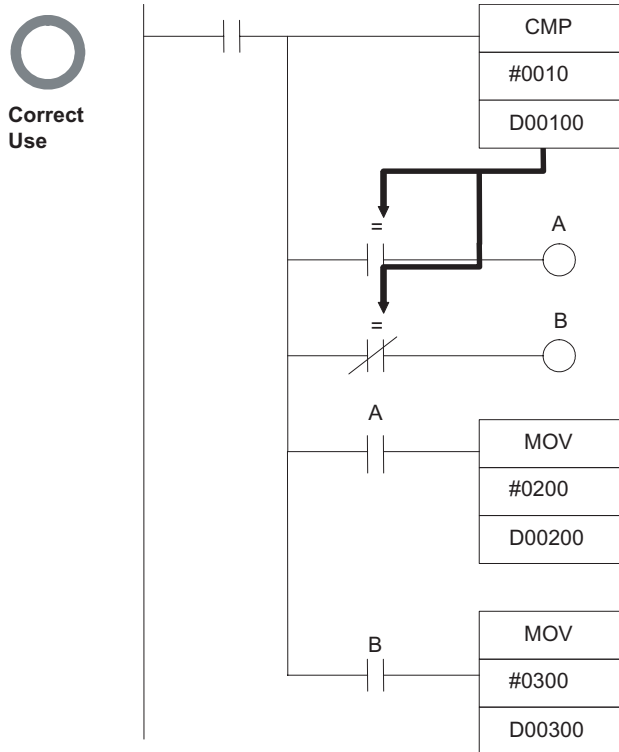 Correct
Use
CMP
#0010
D00100
=
A
=
B
A
MOV
#0200
D00200
B
MOV
#0300
D00300